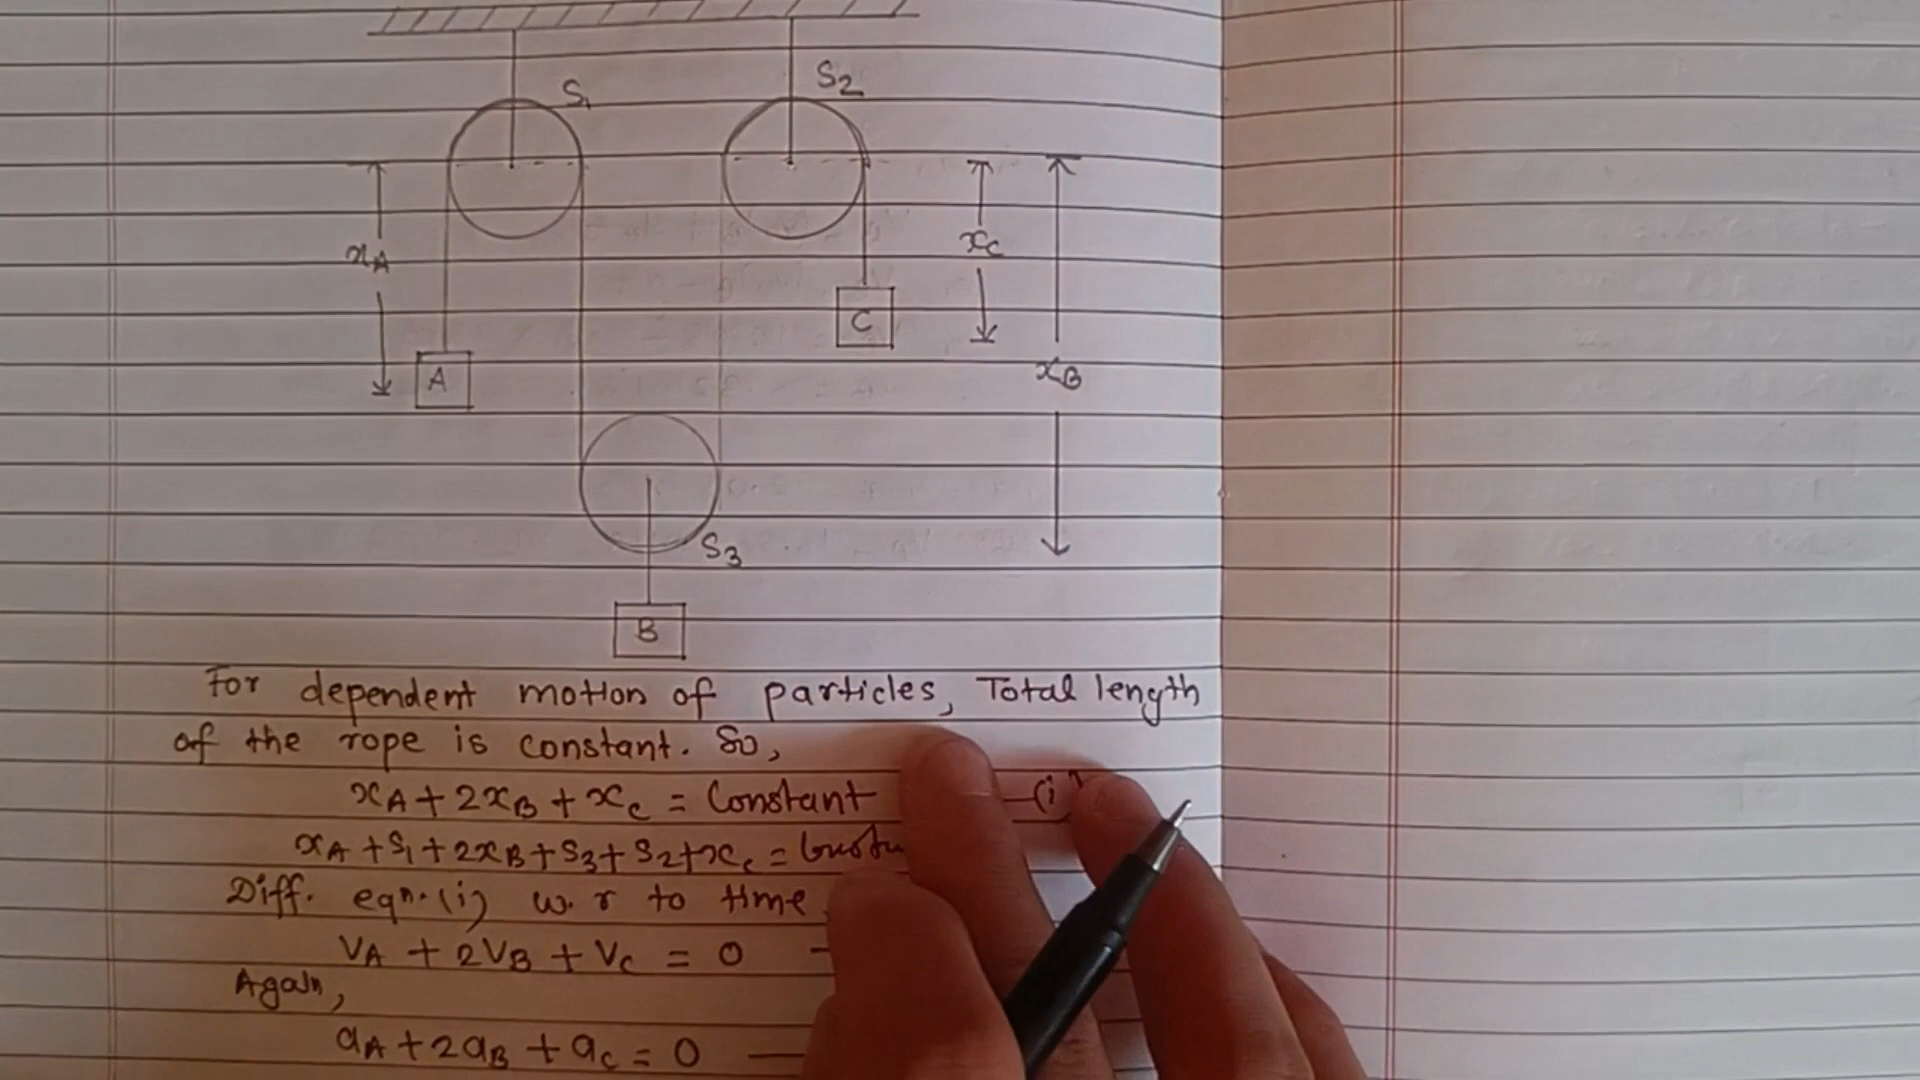 S1
S2
xA
xC
C
xB
A
S3
B
For dependent motion of particles, Total length
of the rope is constant. So,
xA + 2xB + xC = Constant —(i)
xA + S1 + 2xB + S3 + S2 + xC =
Diff. eqn. (i) w. r to time
VA + 2VB + VC = 0 —
Again,
aA + 2aB + aC = 0 —